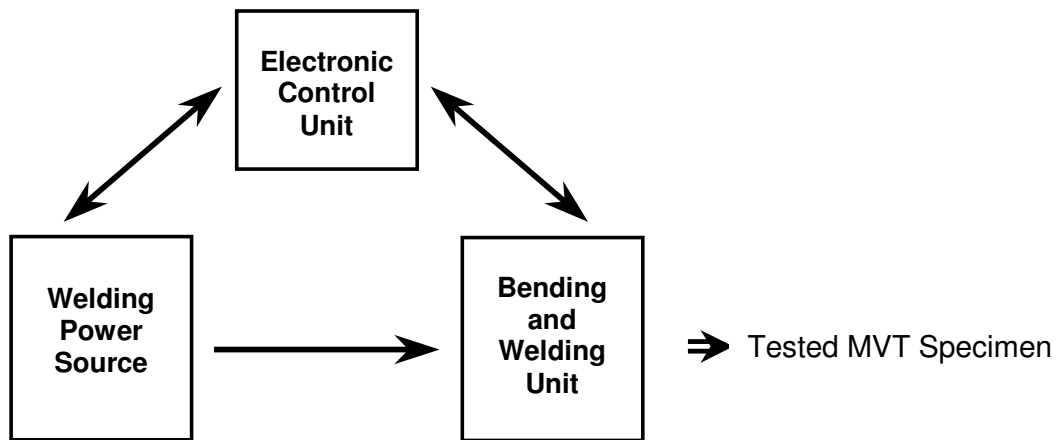 Electronic
Control
Unit
Welding
Power
Source
Bending
and
Welding
Unit
Tested MVT Specimen